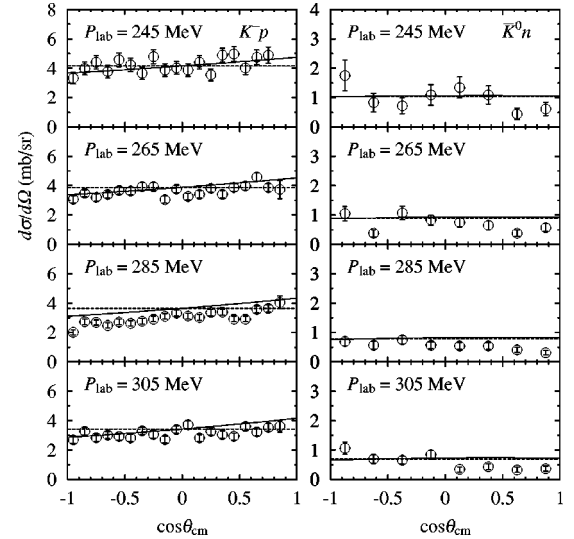 8
6
4
2
0
P_lab = 245 MeV
K⁻p
6
4
2
0
P_lab = 265 MeV
6
4
2
0
P_lab = 285 MeV
6
4
2
0
P_lab = 305 MeV
-1 -0.5 0 0.5 1
cosθ_cm
dσ/dΩ (mb/sr)
4
3
2
1
0
P_lab = 245 MeV
K̅⁰n
3
2
1
0
P_lab = 265 MeV
3
2
1
0
P_lab = 285 MeV
3
2
1
0
P_lab = 305 MeV
-1 -0.5 0 0.5 1
cosθ_cm